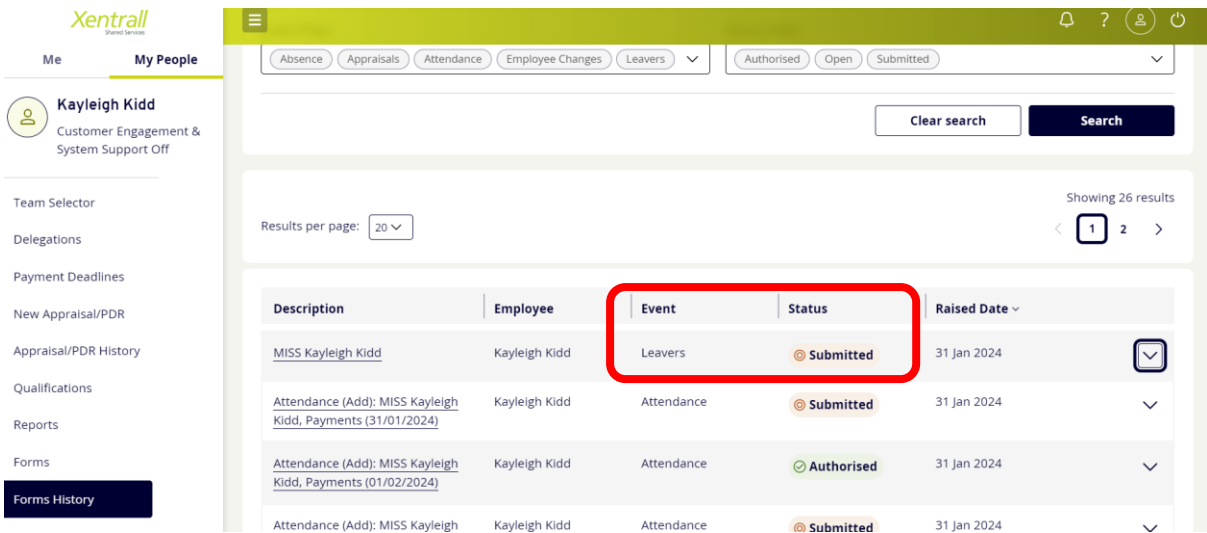 Xentrall
Shared Services
Me
My People
Kayleigh Kidd
Customer Engagement &
System Support Off
Team Selector
Delegations
Payment Deadlines
New Appraisal/PDR
Appraisal/PDR History
Qualifications
Reports
Forms
Forms History
?
Absence Appraisals Attendance Employee Changes Leavers
Authorised Open Submitted
Clear search
Search
Showing 26 results
Results per page: 20
< 1 2 >
Description Employee Event Status Raised Date
MISS Kayleigh Kidd Kayleigh Kidd Leavers Submitted 31 Jan 2024
Attendance (Add): MISS Kayleigh Kayleigh Kidd Attendance Submitted 31 Jan 2024
Kidd, Payments (31/01/2024)
Attendance (Add): MISS Kayleigh Kayleigh Kidd Attendance Authorised 31 Jan 2024
Kidd, Payments (01/02/2024)
Attendance (Add): MISS Kayleigh Kayleigh Kidd Attendance Submitted 31 Jan 2024